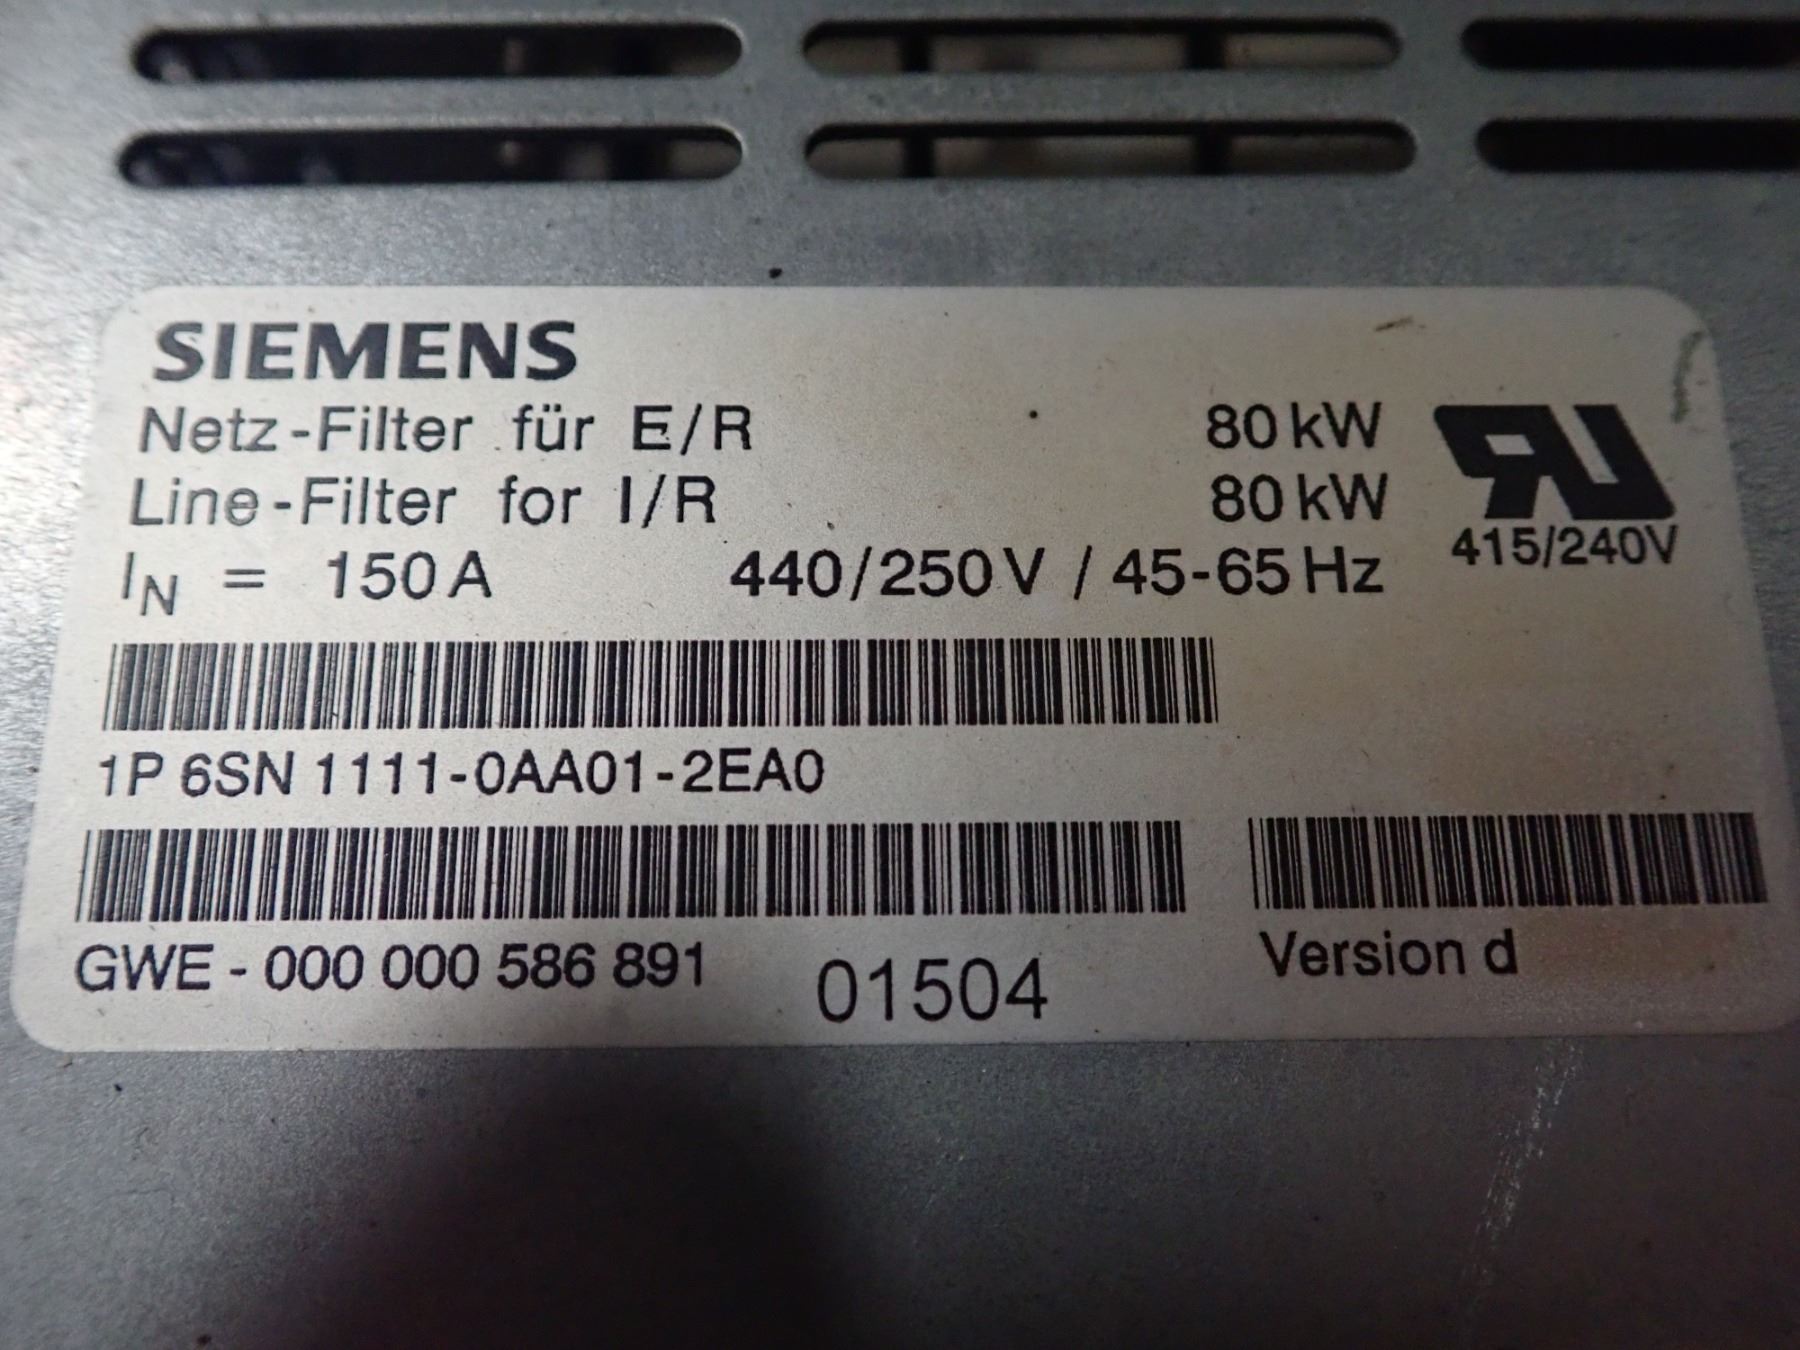 SIEMENS
Netz-Filter für E/R 80 kW
Line-Filter for I/R 80 kW
RU
415/240V
IN = 150 A 440/250 V / 45-65 Hz
1P 6SN 1111-0AA01-2EA0
GWE - 000 000 586 891 01504 Version d